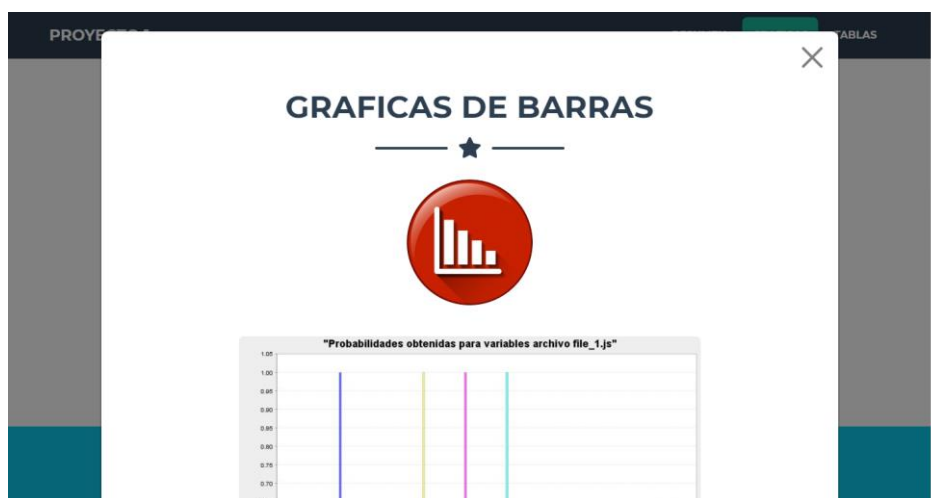 TABLAS
GRAFICAS DE BARRAS
"Probabilidades obtenidas para variables archivo file_1.js"
1.05
1.00
0.95
0.90
0.85
0.80
0.75
0.70